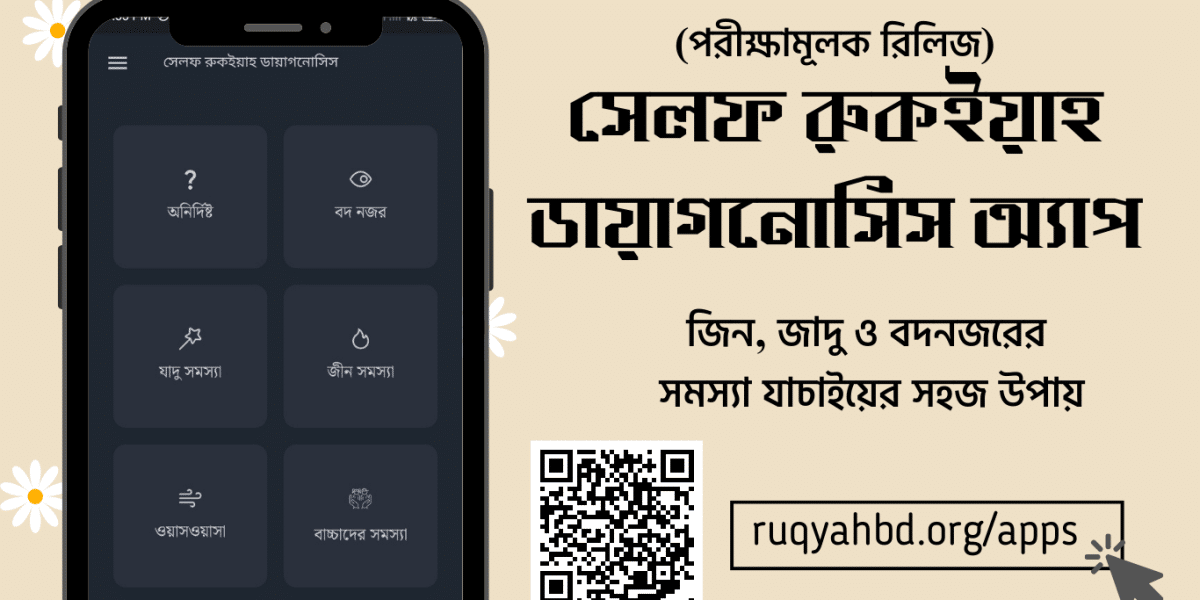 সেলফ রুকইয়াহ ডায়াগনোসিস
অনির্দিষ্ট
বদ নজর
যাদু সমস্যা
জীন সমস্যা
ওয়াসওয়াসা
বাচ্চাদের সমস্যা
(পরীক্ষামূলক রিলিজ)
সেলফ রুকইয়াহ
ডায়াগনোসিস অ্যাপ
জিন, জাদু ও বদনজরের
সমস্যা যাচাইয়ের সহজ উপায়
ruqyahbd.org/apps